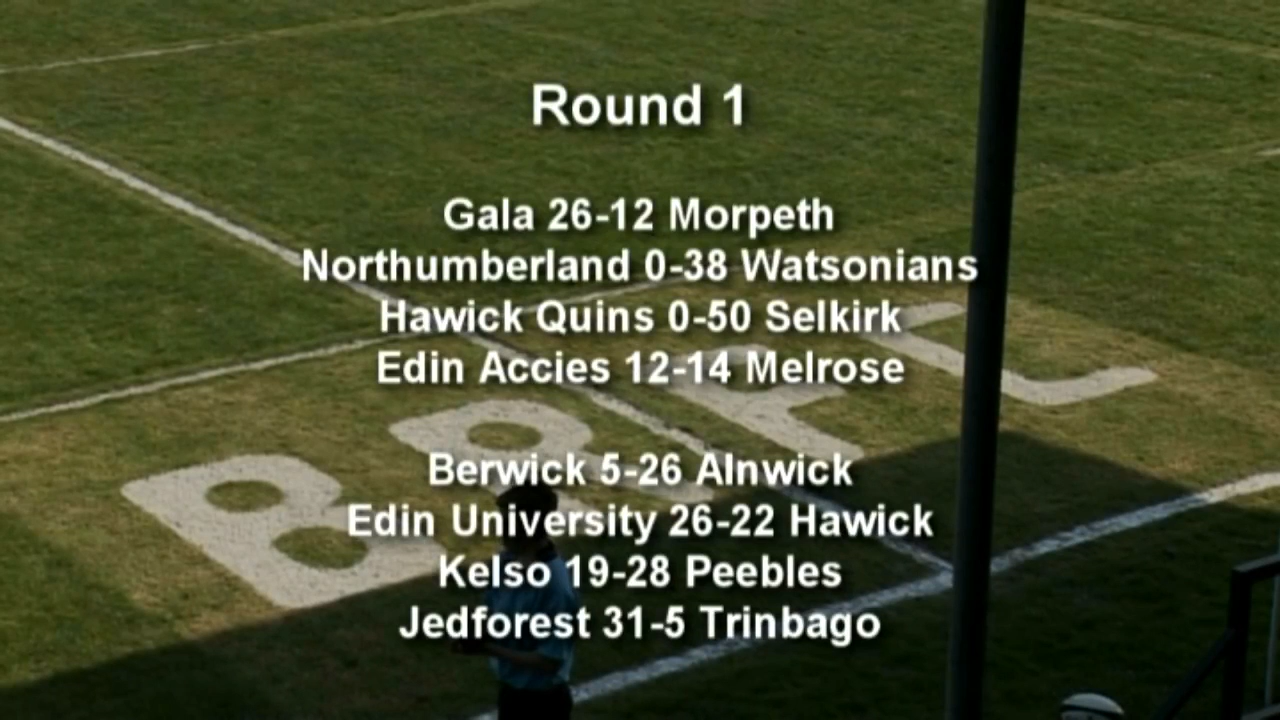 Round 1
Gala 26-12 Morpeth
Northumberland 0-38 Watsonians
Hawick Quins 0-50 Selkirk
Edin Accies 12-14 Melrose
Berwick 5-26 Alnwick
Edin University 26-22 Hawick
Kelso 19-28 Peebles
Jedforest 31-5 Trinbago